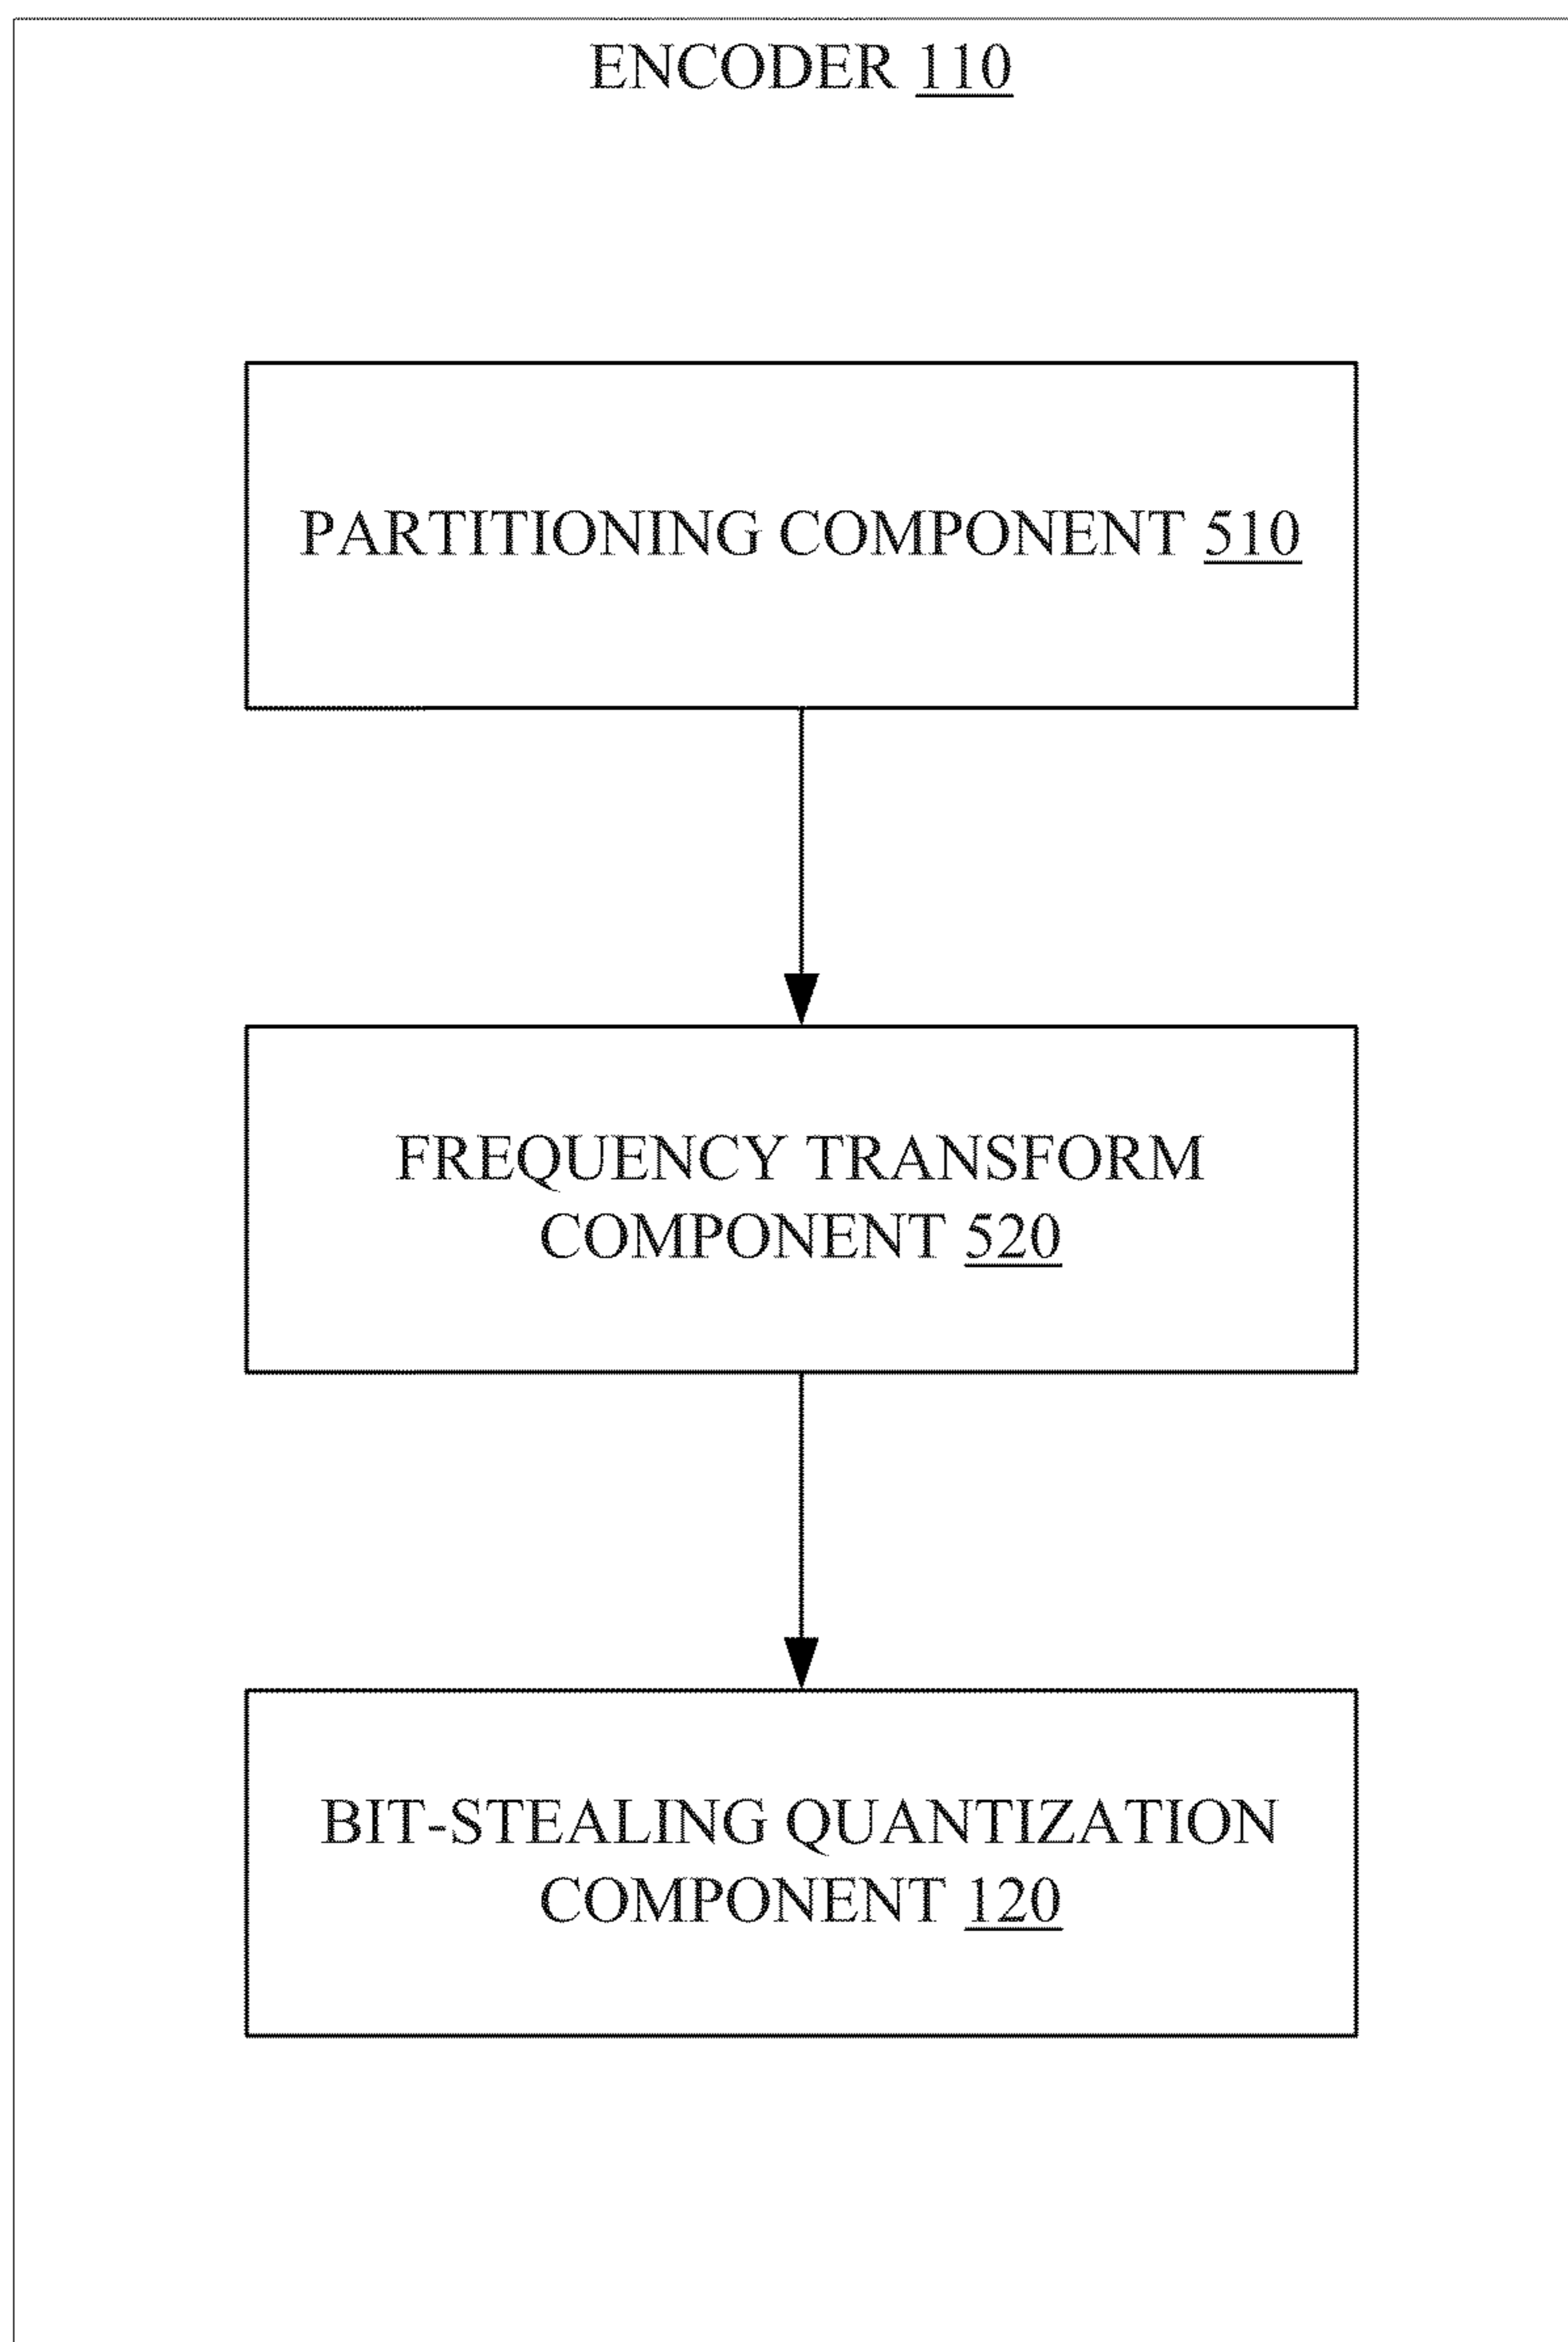 ENCODER 110
PARTITIONING COMPONENT 510
FREQUENCY TRANSFORM
COMPONENT 520
BIT-STEALING QUANTIZATION
COMPONENT 120